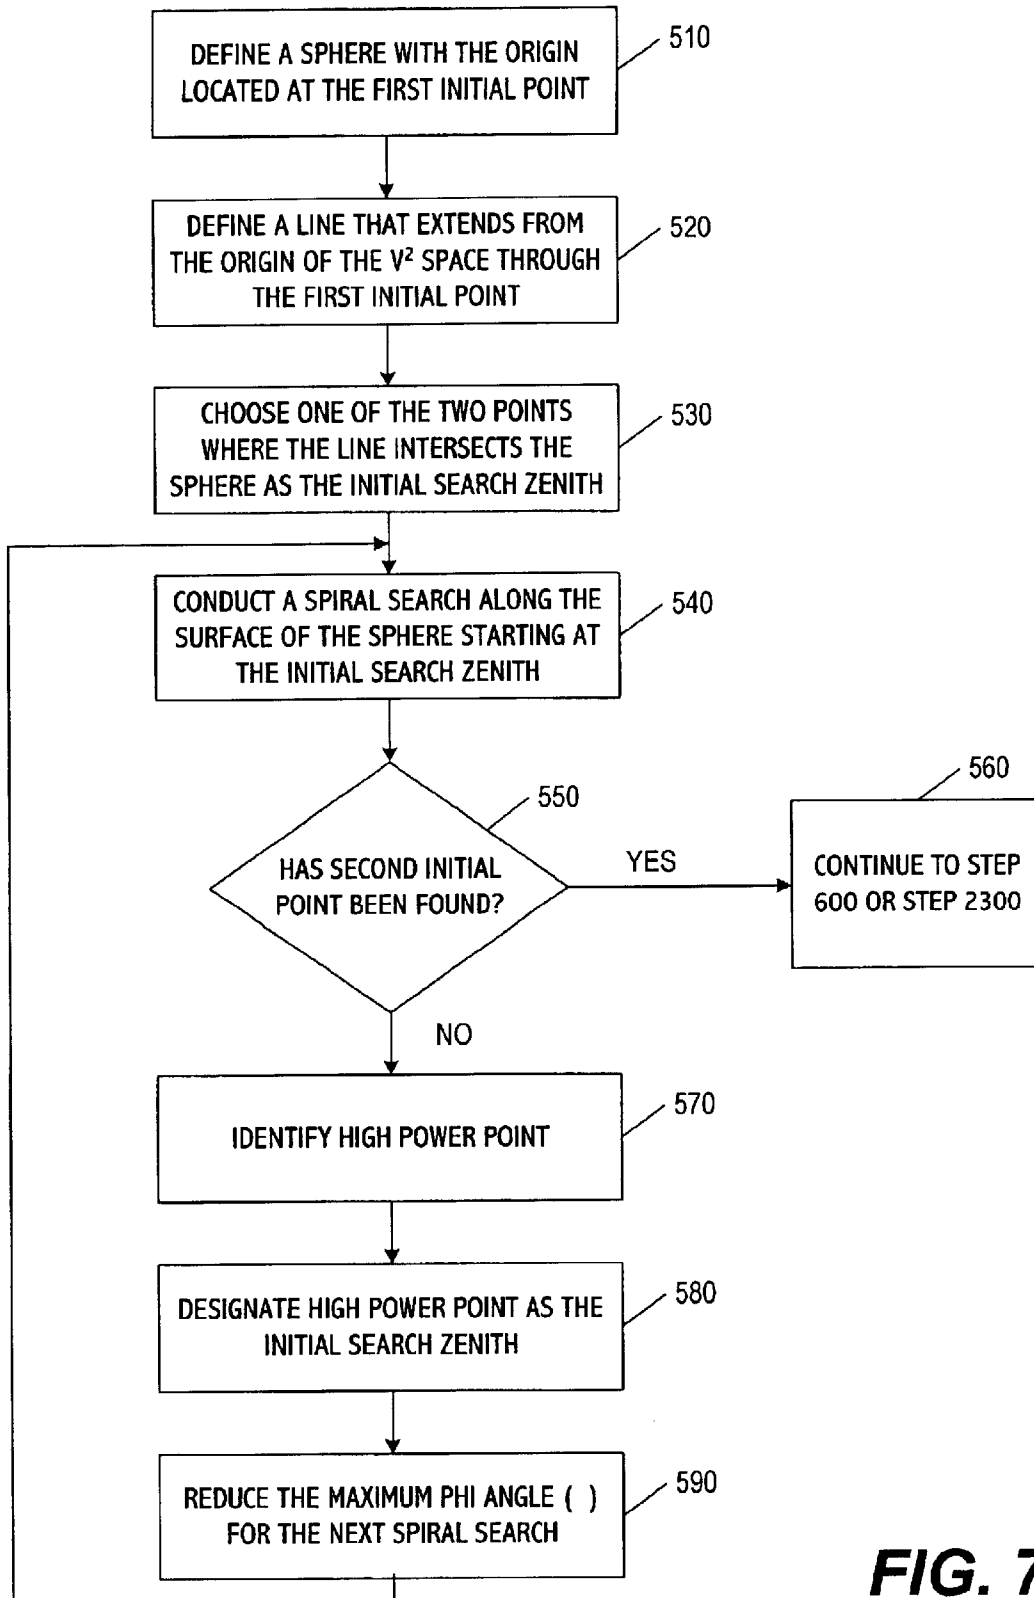 DEFINE A SPHERE WITH THE ORIGIN
LOCATED AT THE FIRST INITIAL POINT
510
DEFINE A LINE THAT EXTENDS FROM
THE ORIGIN OF THE V² SPACE THROUGH
THE FIRST INITIAL POINT
520
CHOOSE ONE OF THE TWO POINTS
WHERE THE LINE INTERSECTS THE
SPHERE AS THE INITIAL SEARCH ZENITH
530
CONDUCT A SPIRAL SEARCH ALONG THE
SURFACE OF THE SPHERE STARTING AT
THE INITIAL SEARCH ZENITH
540
HAS SECOND INITIAL
POINT BEEN FOUND?
550
YES
CONTINUE TO STEP
600 OR STEP 2300
560
NO
IDENTIFY HIGH POWER POINT
570
DESIGNATE HIGH POWER POINT AS THE
INITIAL SEARCH ZENITH
580
REDUCE THE MAXIMUM PHI ANGLE ( )
FOR THE NEXT SPIRAL SEARCH
590
FIG. 7